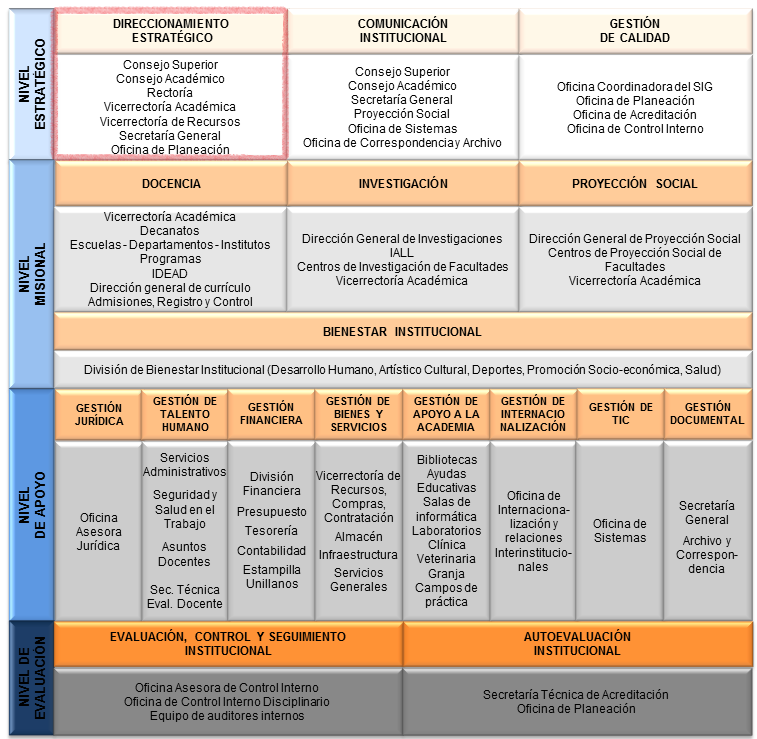 NIVEL
ESTRATÉGICO
DIRECCIONAMIENTO
ESTRATÉGICO
Consejo Superior
Consejo Académico
Rectoría
Vicerrectoría Académica
Vicerrectoría de Recursos
Secretaría General
Oficina de Planeación
COMUNICACIÓN
INSTITUCIONAL
Consejo Superior
Consejo Académico
Secretaría General
Proyección Social
Oficina de Sistemas
Oficina de Correspondencia y Archivo
GESTIÓN
DE CALIDAD
Oficina Coordinadora del SIG
Oficina de Planeación
Oficina de Acreditación
Oficina de Control Interno
NIVEL
MISIONAL
DOCENCIA
Vicerrectoría Académica
Decanatos
Escuelas - Departamentos - Institutos
Programas
IDEAD
Dirección general de currículo
Admisiones, Registro y Control
INVESTIGACIÓN
Dirección General de Investigaciones
IALL
Centros de Investigación de Facultades
Vicerrectoría Académica
PROYECCIÓN SOCIAL
Dirección General de Proyección Social
Centros de Proyección Social de
Facultades
Vicerrectoría Académica
BIENESTAR INSTITUCIONAL
División de Bienestar Institucional (Desarrollo Humano, Artístico Cultural, Deportes, Promoción Socio-económica, Salud)
NIVEL
DE APOYO
GESTIÓN
JURÍDICA
Oficina
Asesora
Jurídica
GESTIÓN DE
TALENTO
HUMANO
Servicios
Administrativos
Seguridad y
Salud en el
Trabajo
Asuntos
Docentes
Sec. Técnica
Eval. Docente
GESTIÓN
FINANCIERA
División
Financiera
Presupuesto
Tesorería
Contabilidad
Estampilla
Unillanos
GESTIÓN DE
BIENES Y
SERVICIOS
Vicerrectoría de
Recursos,
Compras,
Contratación
Almacén
Infraestructura
Servicios
Generales
GESTIÓN DE
APOYO A LA
ACADEMIA
Bibliotecas
Ayudas
Educativas
Salas de
informática
Laboratorios
Clínica
Veterinaria
Granja
Campos de
práctica
GESTIÓN DE
INTERNACIO
NALIZACIÓN
Oficina de
Internaciona-
lización y
relaciones
Interinstitucio-
nales
GESTIÓN DE
TIC
Oficina de
Sistemas
GESTIÓN
DOCUMENTAL
Secretaría
General
Archivo y
Correspon-
dencia
NIVEL DE
EVALUACIÓN
EVALUACIÓN, CONTROL Y SEGUIMIENTO
INSTITUCIONAL
Oficina Asesora de Control Interno
Oficina de Control Interno Disciplinario
Equipo de auditores internos
AUTOEVALUACIÓN
INSTITUCIONAL
Secretaría Técnica de Acreditación
Oficina de Planeación